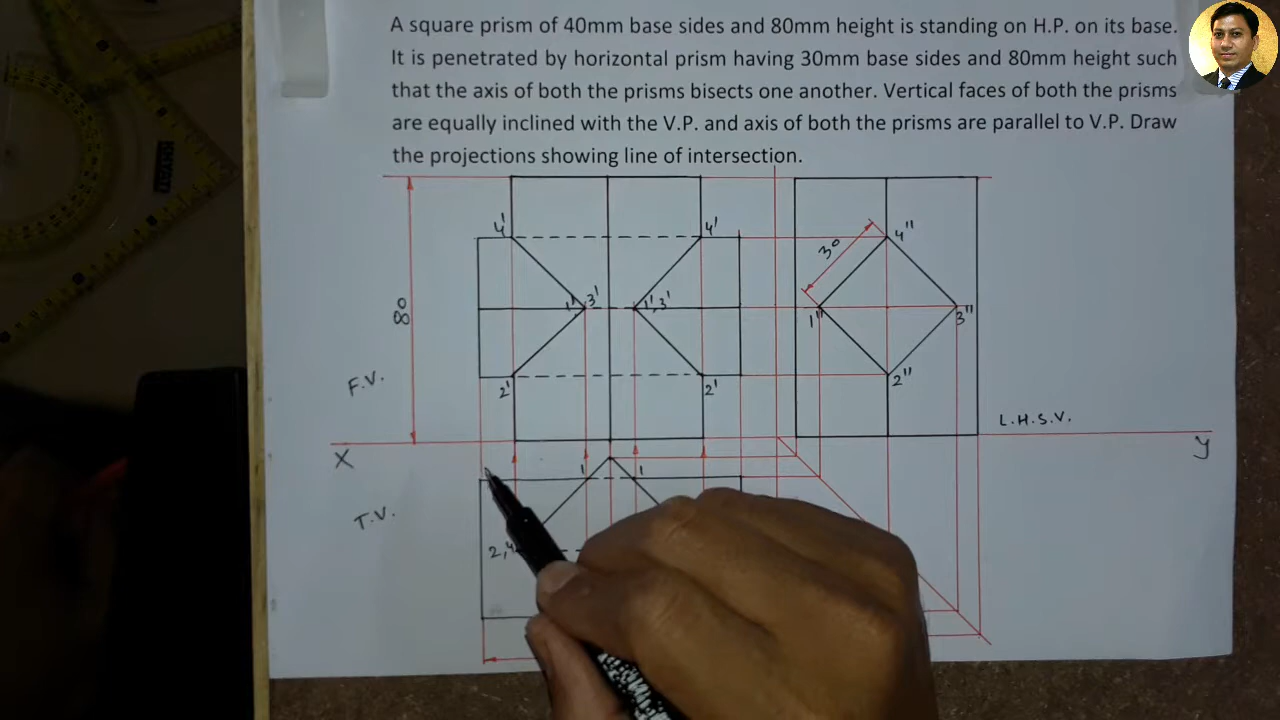 A square prism of 40mm base sides and 80mm height is standing on H.P. on its base.
It is penetrated by horizontal prism having 30mm base sides and 80mm height such
that the axis of both the prisms bisects one another. Vertical faces of both the prisms
are equally inclined with the V.P. and axis of both the prisms are parallel to V.P. Draw
the projections showing line of intersection.
4' 4' 4"
30
80
1' 3' 1',3' 1" 3"
F.V. 2' 2' 2"
L.H.S.V.
X y
1 1
T.V.
2,4